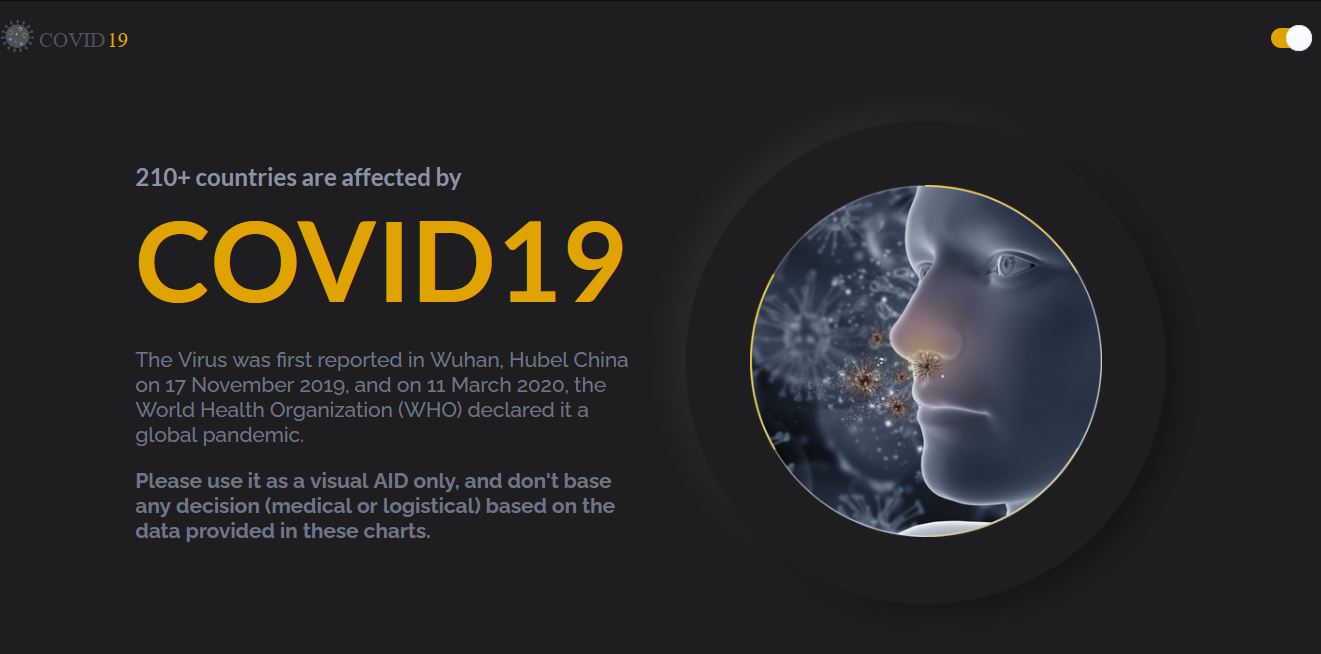 COVID19
210+ countries are affected by
COVID19
The Virus was first reported in Wuhan, Hubel China
on 17 November 2019, and on 11 March 2020, the
World Health Organization (WHO) declared it a
global pandemic.
Please use it as a visual AID only, and don't base
any decision (medical or logistical) based on the
data provided in these charts.